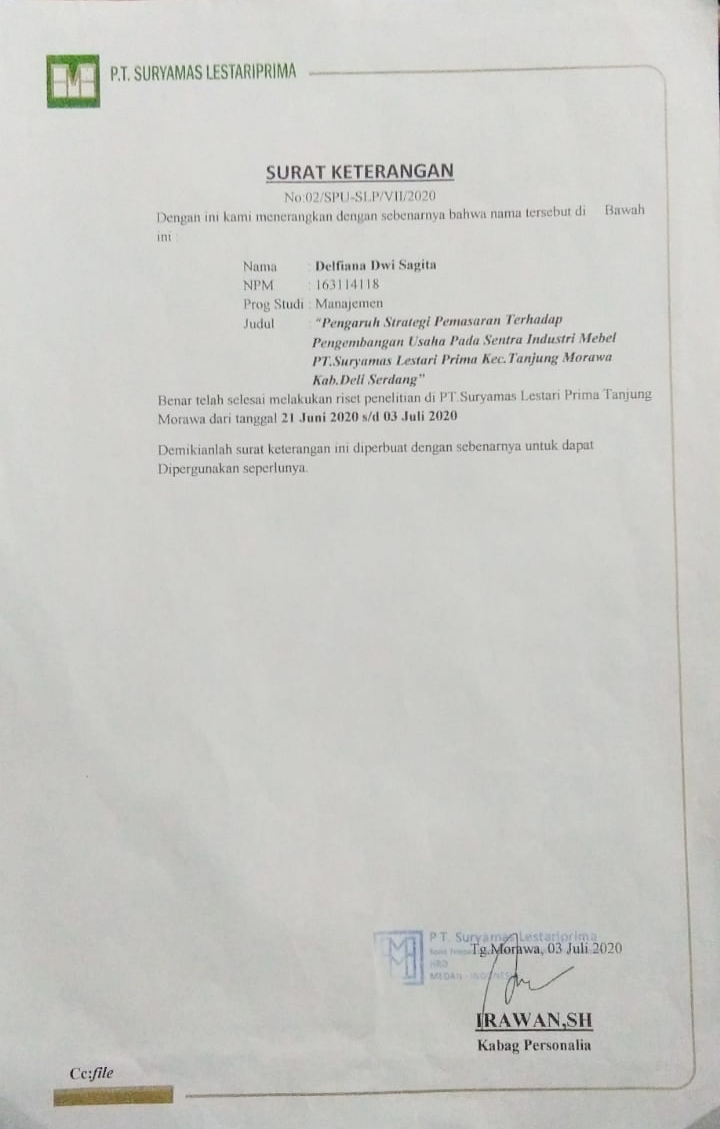 P.T. SURYAMAS LESTARIPRIMA
SURAT KETERANGAN
No:02/SPU-SLP/VII/2020
Dengan ini kami menerangkan dengan sebenarnya bahwa nama tersebut di Bawah
ini :
Nama : Delfiana Dwi Sagita
NPM : 163114118
Prog Studi : Manajemen
Judul : "Pengaruh Strategi Pemasaran Terhadap
Pengembangan Usaha Pada Sentra Industri Mebel
PT.Suryamas Lestari Prima Kec.Tanjung Morawa
Kab.Deli Serdang"
Benar telah selesai melakukan riset penelitian di PT.Suryamas Lestari Prima Tanjung
Morawa dari tanggal 21 Juni 2020 s/d 03 Juli 2020
Demikianlah surat keterangan ini diperbuat dengan sebenarnya untuk dapat
Dipergunakan seperlunya.
PT. Suryamas Lestariprima
Tg.Morawa, 03 Juli 2020
HRD
MEDAN - INDONESIA
IRAWAN,SH
Kabag Personalia
Cc:file